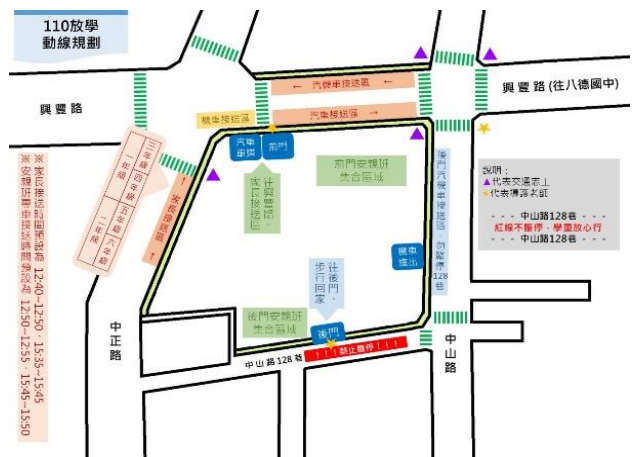 110放學
動線規劃
← 汽機車接送區 ←
興豐路
興豐路(往八德國中)
機車接送區
汽車接送區 →
汽車
車道
前門
往興豐路、
家長接送區
前門安親班
集合區域
後門汽機車接送區，勿臨停128巷
三年級 四年級 五年級 六年級
一年級 二年級
↑ 家長接送區 ↑
說明：
▲代表交通志工
★代表導護老師
- - - 中山路128巷 - - -
紅線不臨停，學童放心行
- - - 中山路128巷 - - -
機車
進出
往後門、
步行回家
後門安親班
集合區域
後門
中山路128巷
！！！禁止臨停！！！
中正路
中山路
※家長接送時間預設為 12:40~12:50，15:35~15:45
※安親班專車接送時間預設為 12:50~12:55，15:45~15:50